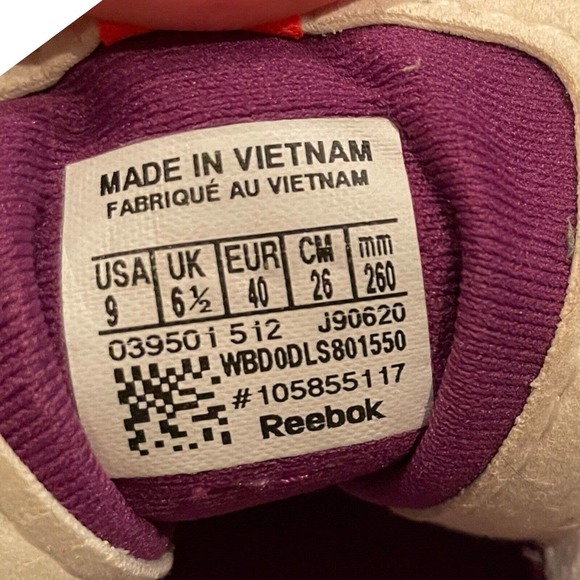 MADE IN VIETNAM
FABRIQUÉ AU VIETNAM
USA UK EUR CM mm
9 6½ 40 26 260
039501 512 J90620
WBD0DLS801550
#105855117
Reebok